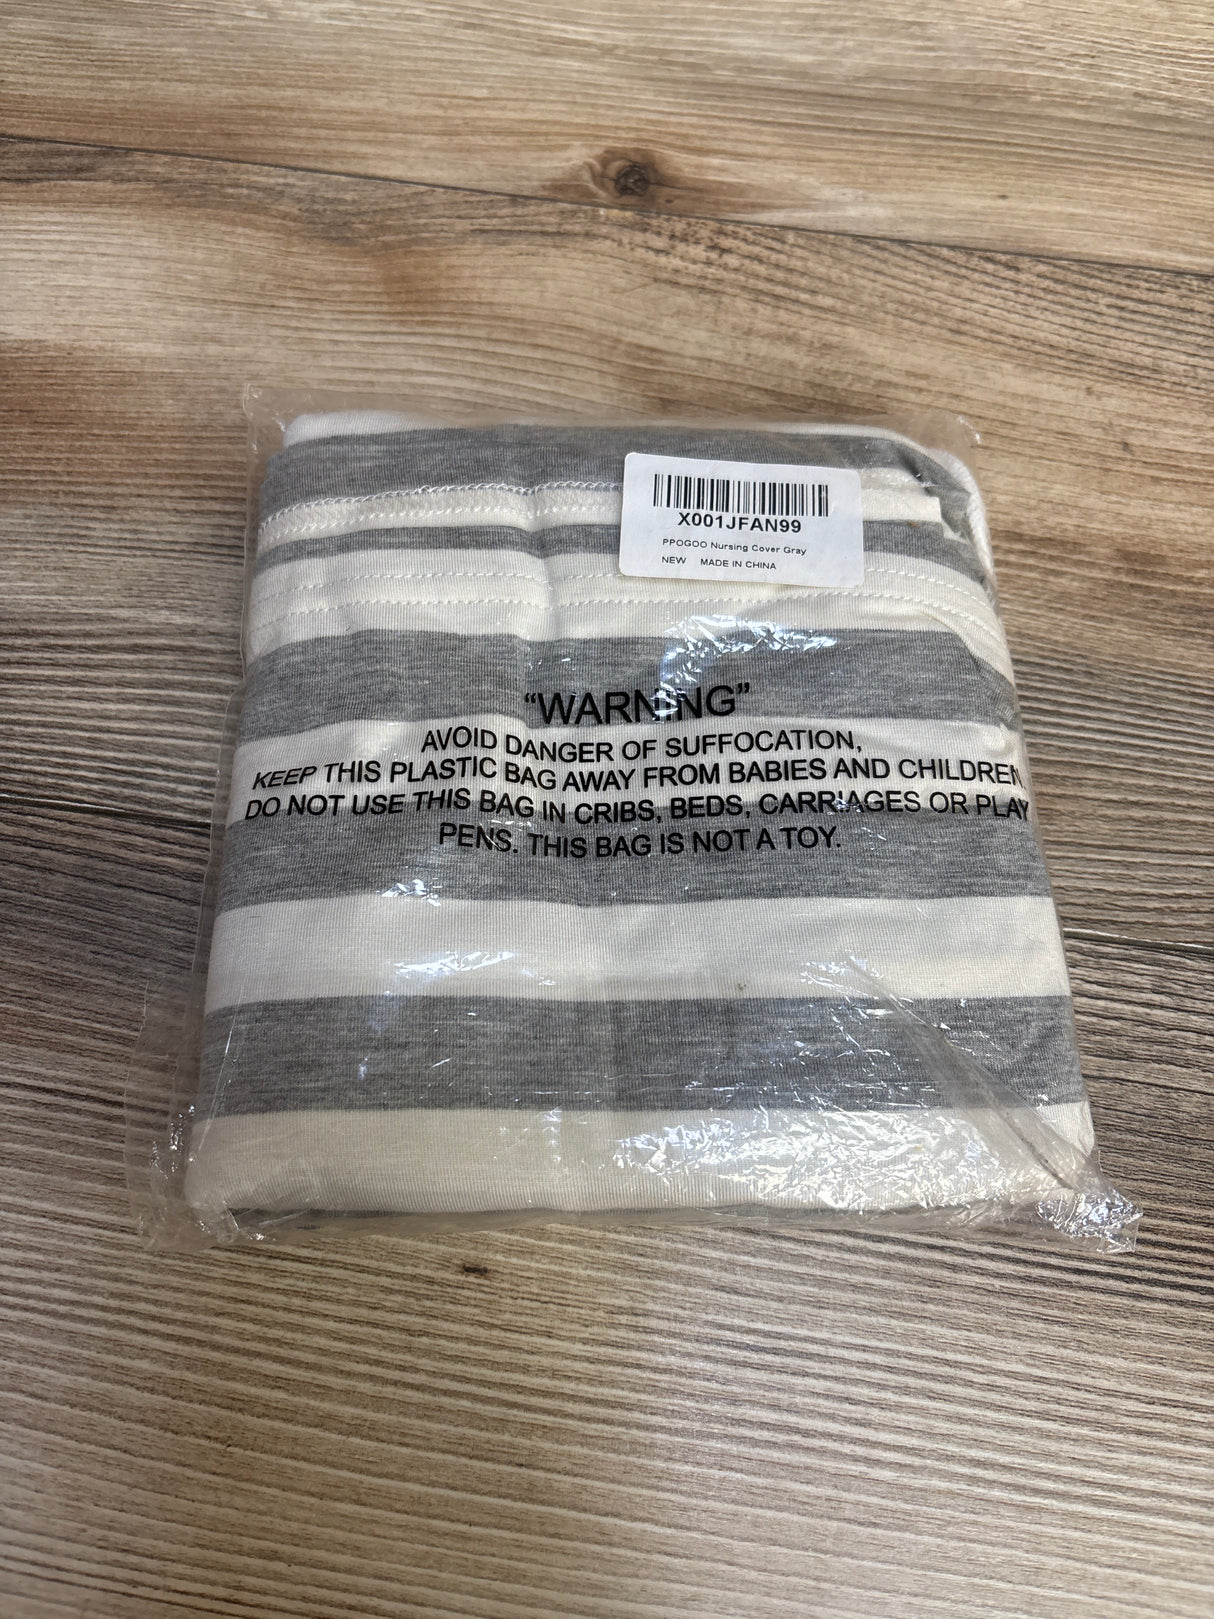 X001JFAN99
PPOGOO Nursing Cover Gray
NEW MADE IN CHINA
“WARNING”
AVOID DANGER OF SUFFOCATION,
KEEP THIS PLASTIC BAG AWAY FROM BABIES AND CHILDREN,
DO NOT USE THIS BAG IN CRIBS, BEDS, CARRIAGES OR PLAY
PENS. THIS BAG IS NOT A TOY.